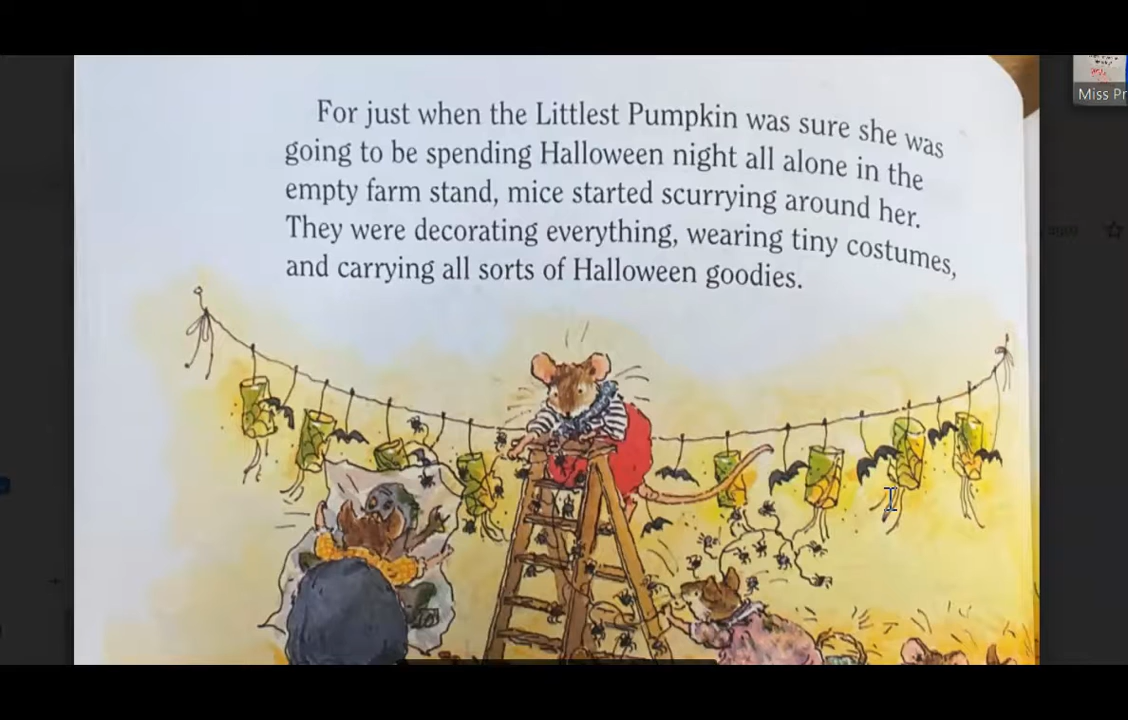 For just when the Littlest Pumpkin was sure she was
going to be spending Halloween night all alone in the
empty farm stand, mice started scurrying around her.
They were decorating everything, wearing tiny costumes,
and carrying all sorts of Halloween goodies.
Miss Pr